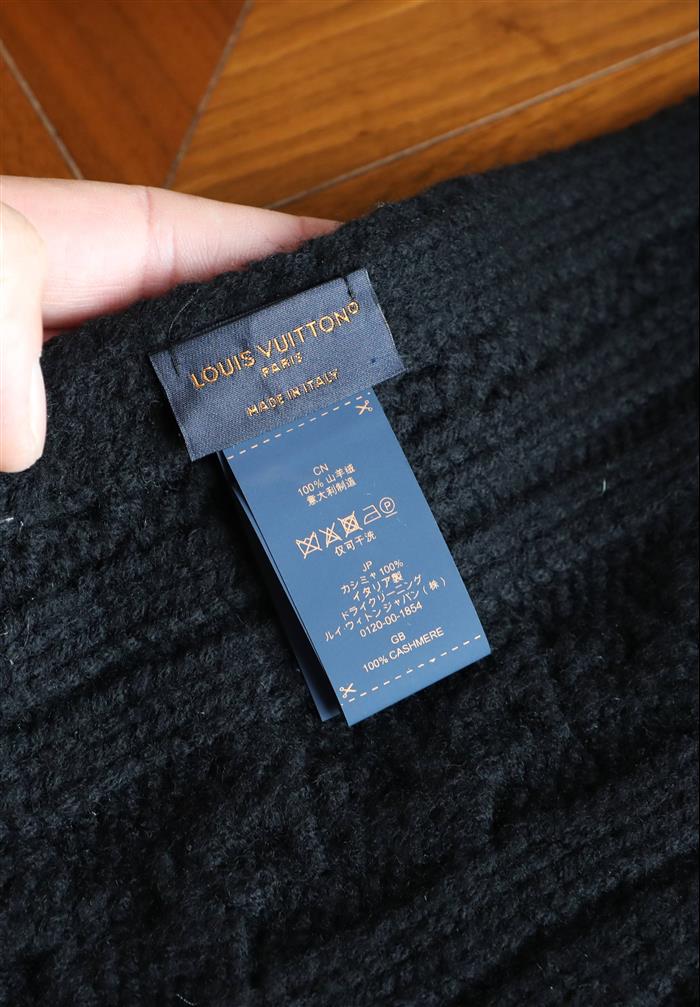 LOUIS VUITTON
PARIS
MADE IN ITALY
CN
100% 山羊绒
意大利制造
仅可干洗
JP
カシミヤ 100%
イタリア製
ドライクリーニング
ルイ・ヴィトンジャパン(株)
0120-00-1854
GB
100% CASHMERE